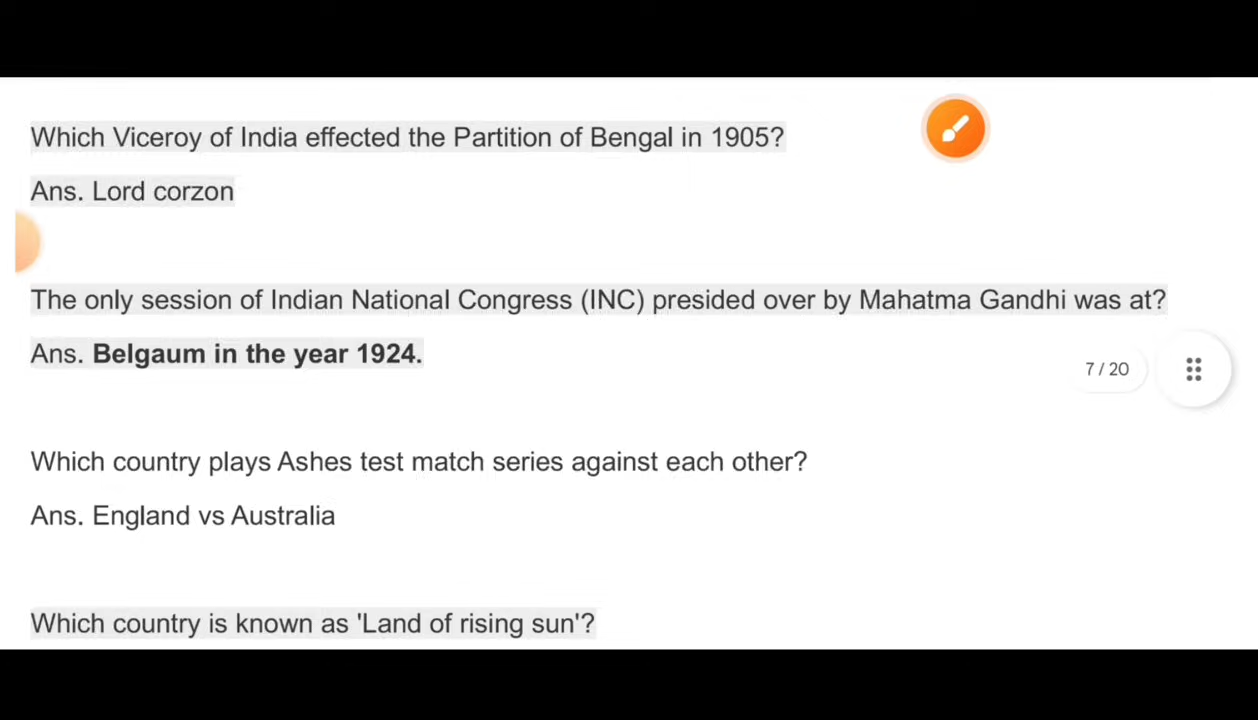 Which Viceroy of India effected the Partition of Bengal in 1905?
Ans. Lord corzon
The only session of Indian National Congress (INC) presided over by Mahatma Gandhi was at?
Ans. Belgaum in the year 1924.
7 / 20
Which country plays Ashes test match series against each other?
Ans. England vs Australia
Which country is known as 'Land of rising sun'?